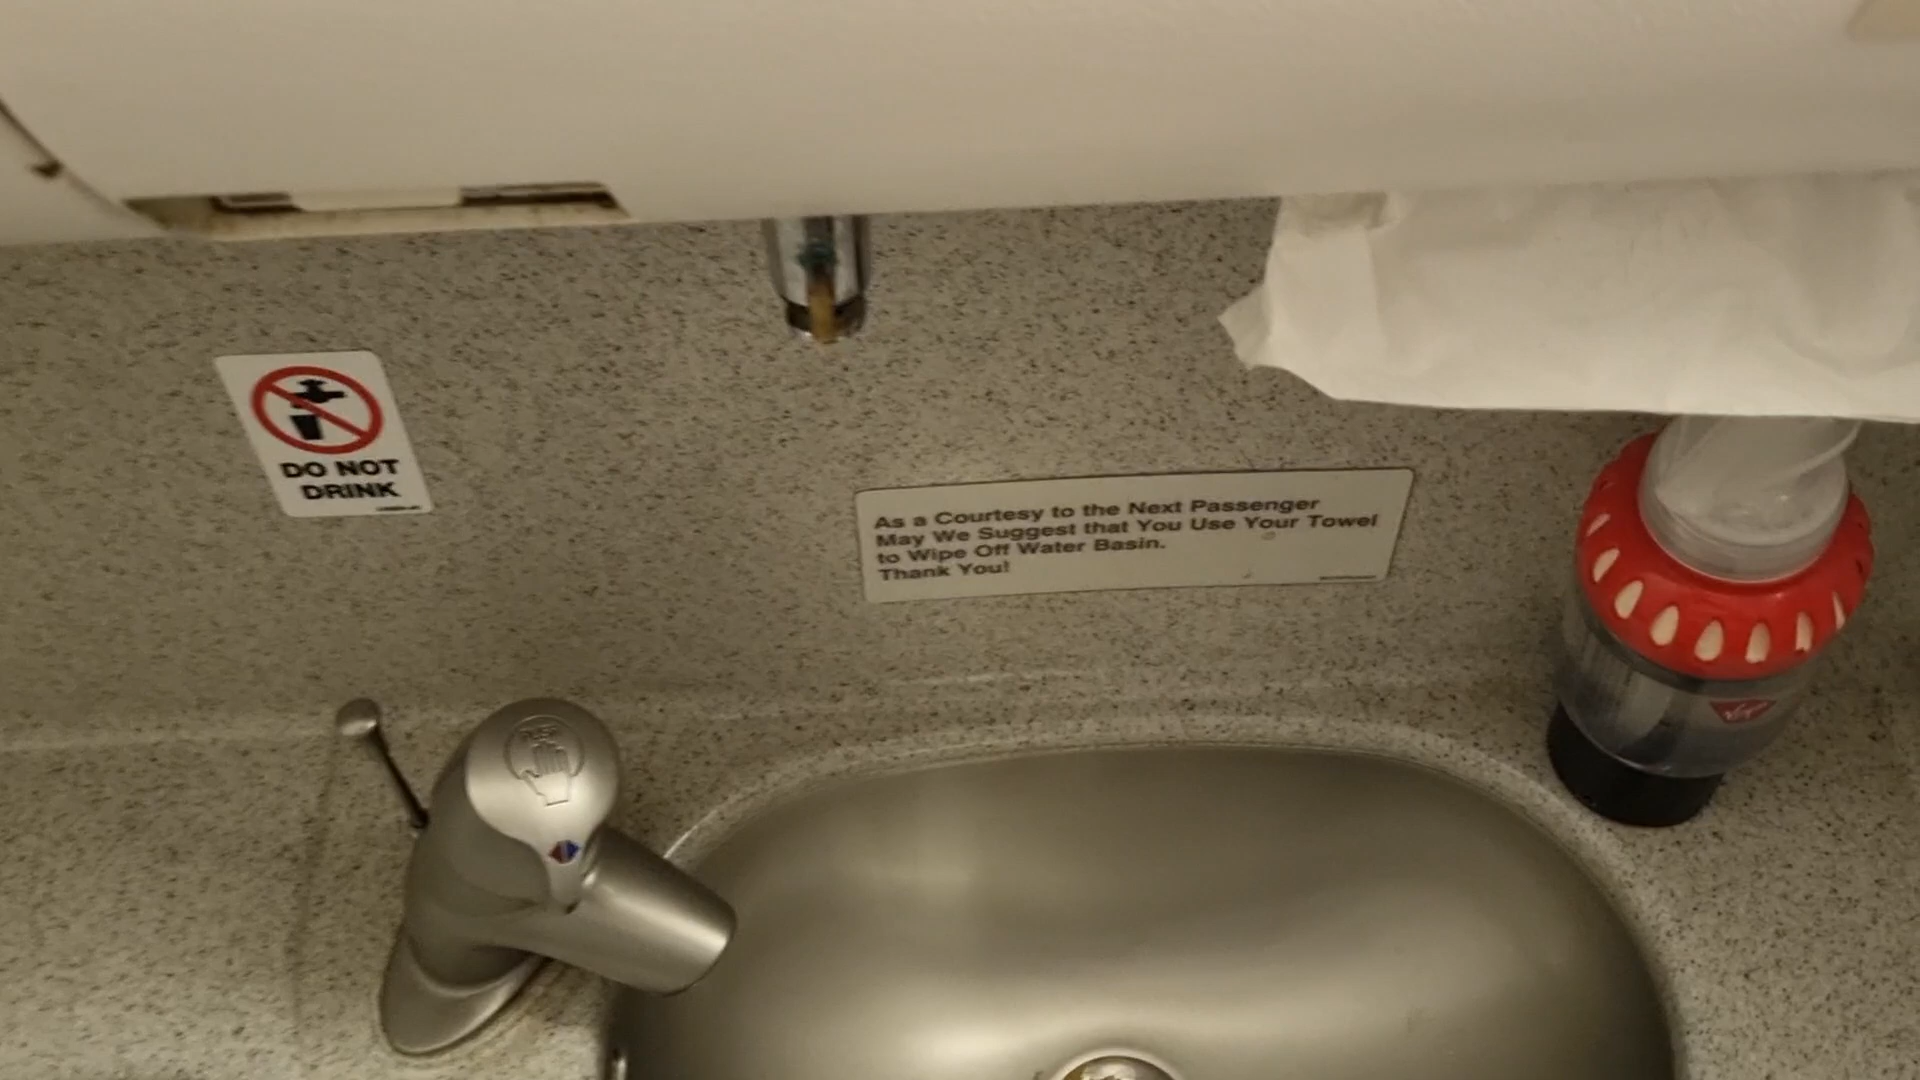 DO NOT
DRINK
As a Courtesy to the Next Passenger
May We Suggest that You Use Your Towel
to Wipe Off Water Basin.
Thank You!
PUSH